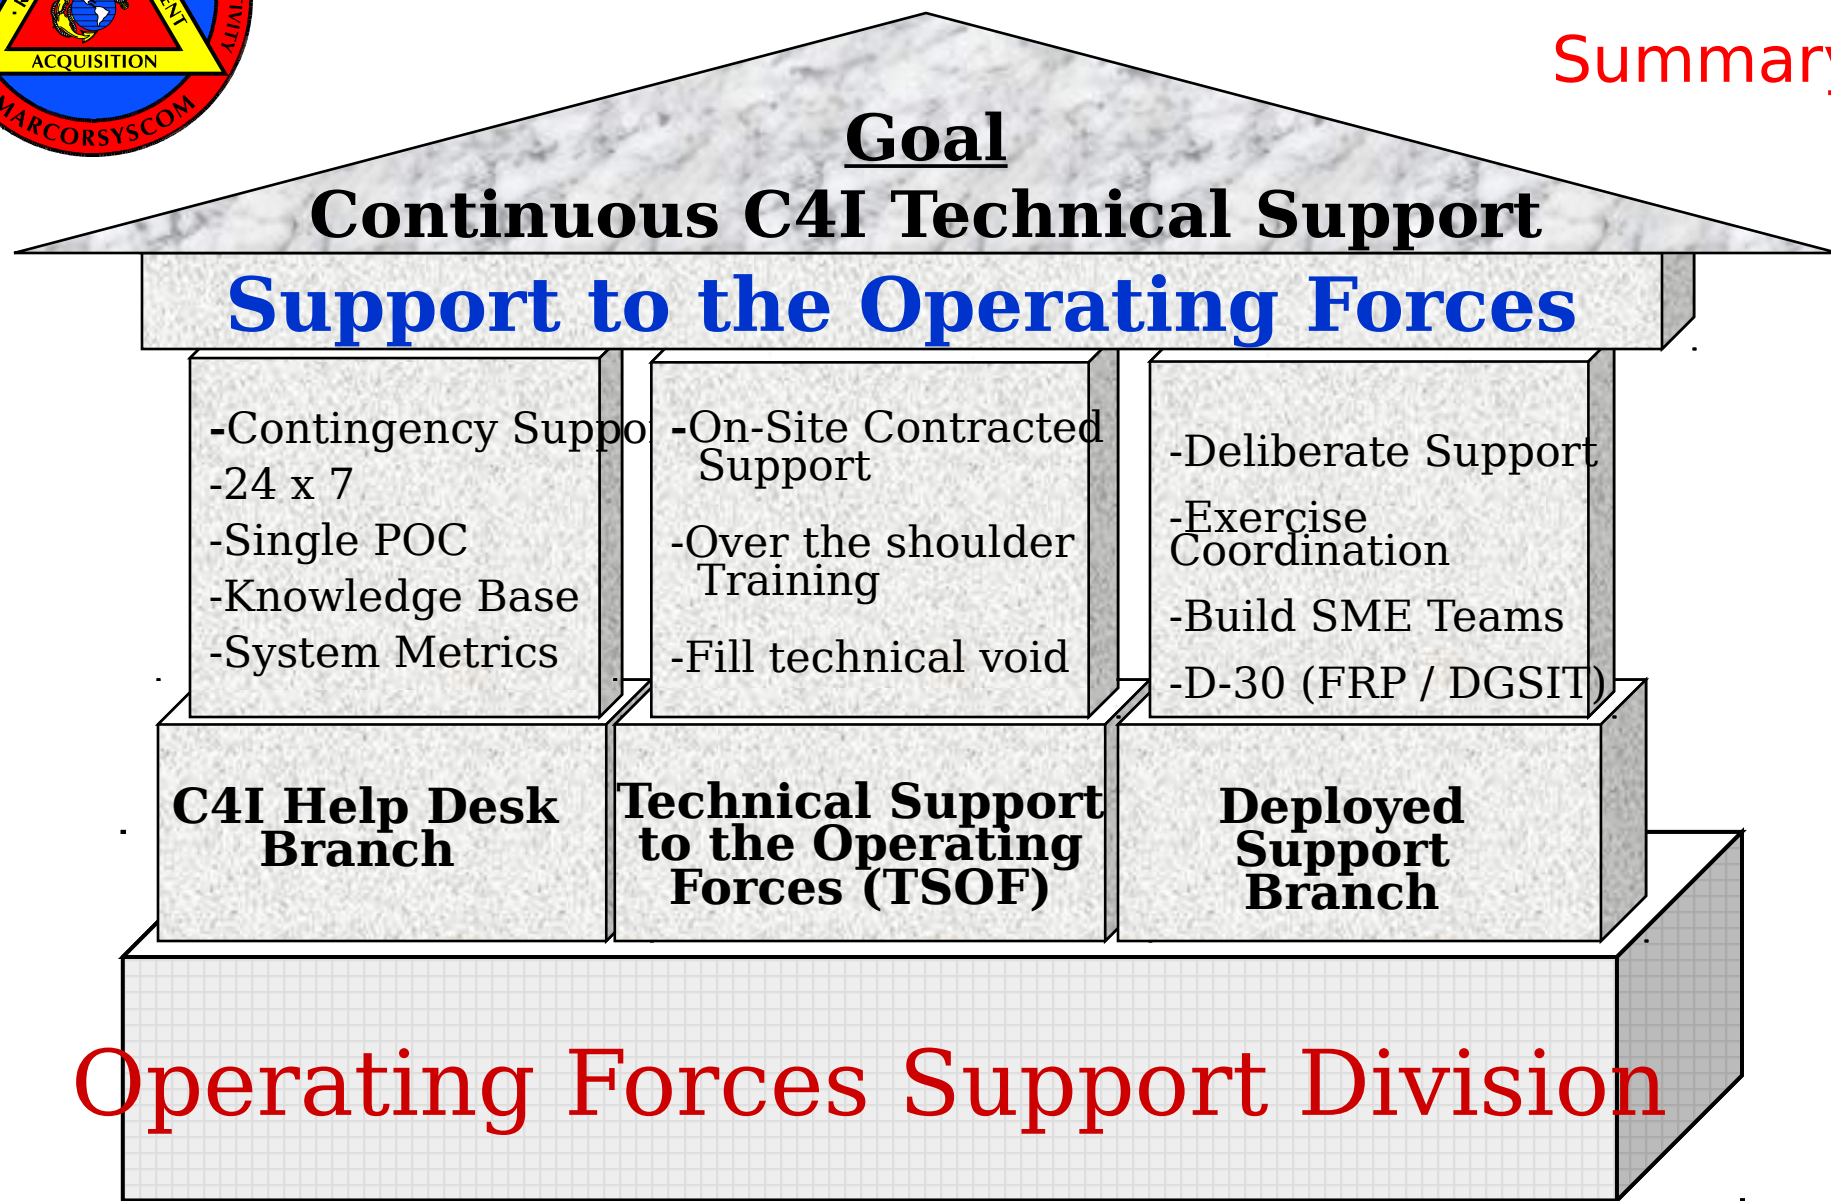 ACQUISITION
MARCORSYSCOM
Summary
Goal
Continuous C4I Technical Support
Support to the Operating Forces
-Contingency Suppor
-24 x 7
-Single POC
-Knowledge Base
-System Metrics
-On-Site Contracted
Support
-Over the shoulder
Training
-Fill technical void
-Deliberate Support
-Exercise
Coordination
-Build SME Teams
-D-30 (FRP / DGSIT)
C4I Help Desk
Branch
Technical Support
to the Operating
Forces (TSOF)
Deployed
Support
Branch
Operating Forces Support Division